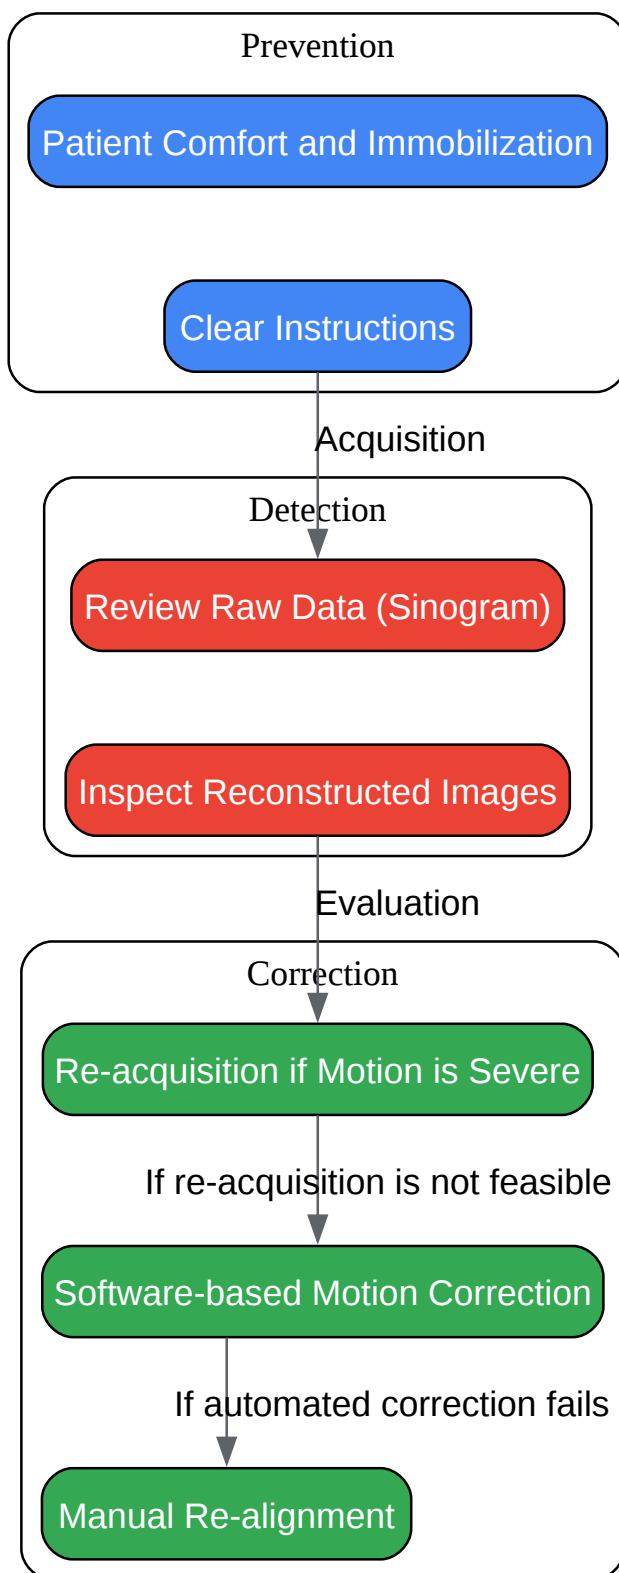 Prevention
Patient Comfort and Immobilization
Clear Instructions
Acquisition
Detection
Review Raw Data (Sinogram)
Inspect Reconstructed Images
Evaluation
Correction
Re-acquisition if Motion is Severe
If re-acquisition is not feasible
Software-based Motion Correction
If automated correction fails
Manual Re-alignment